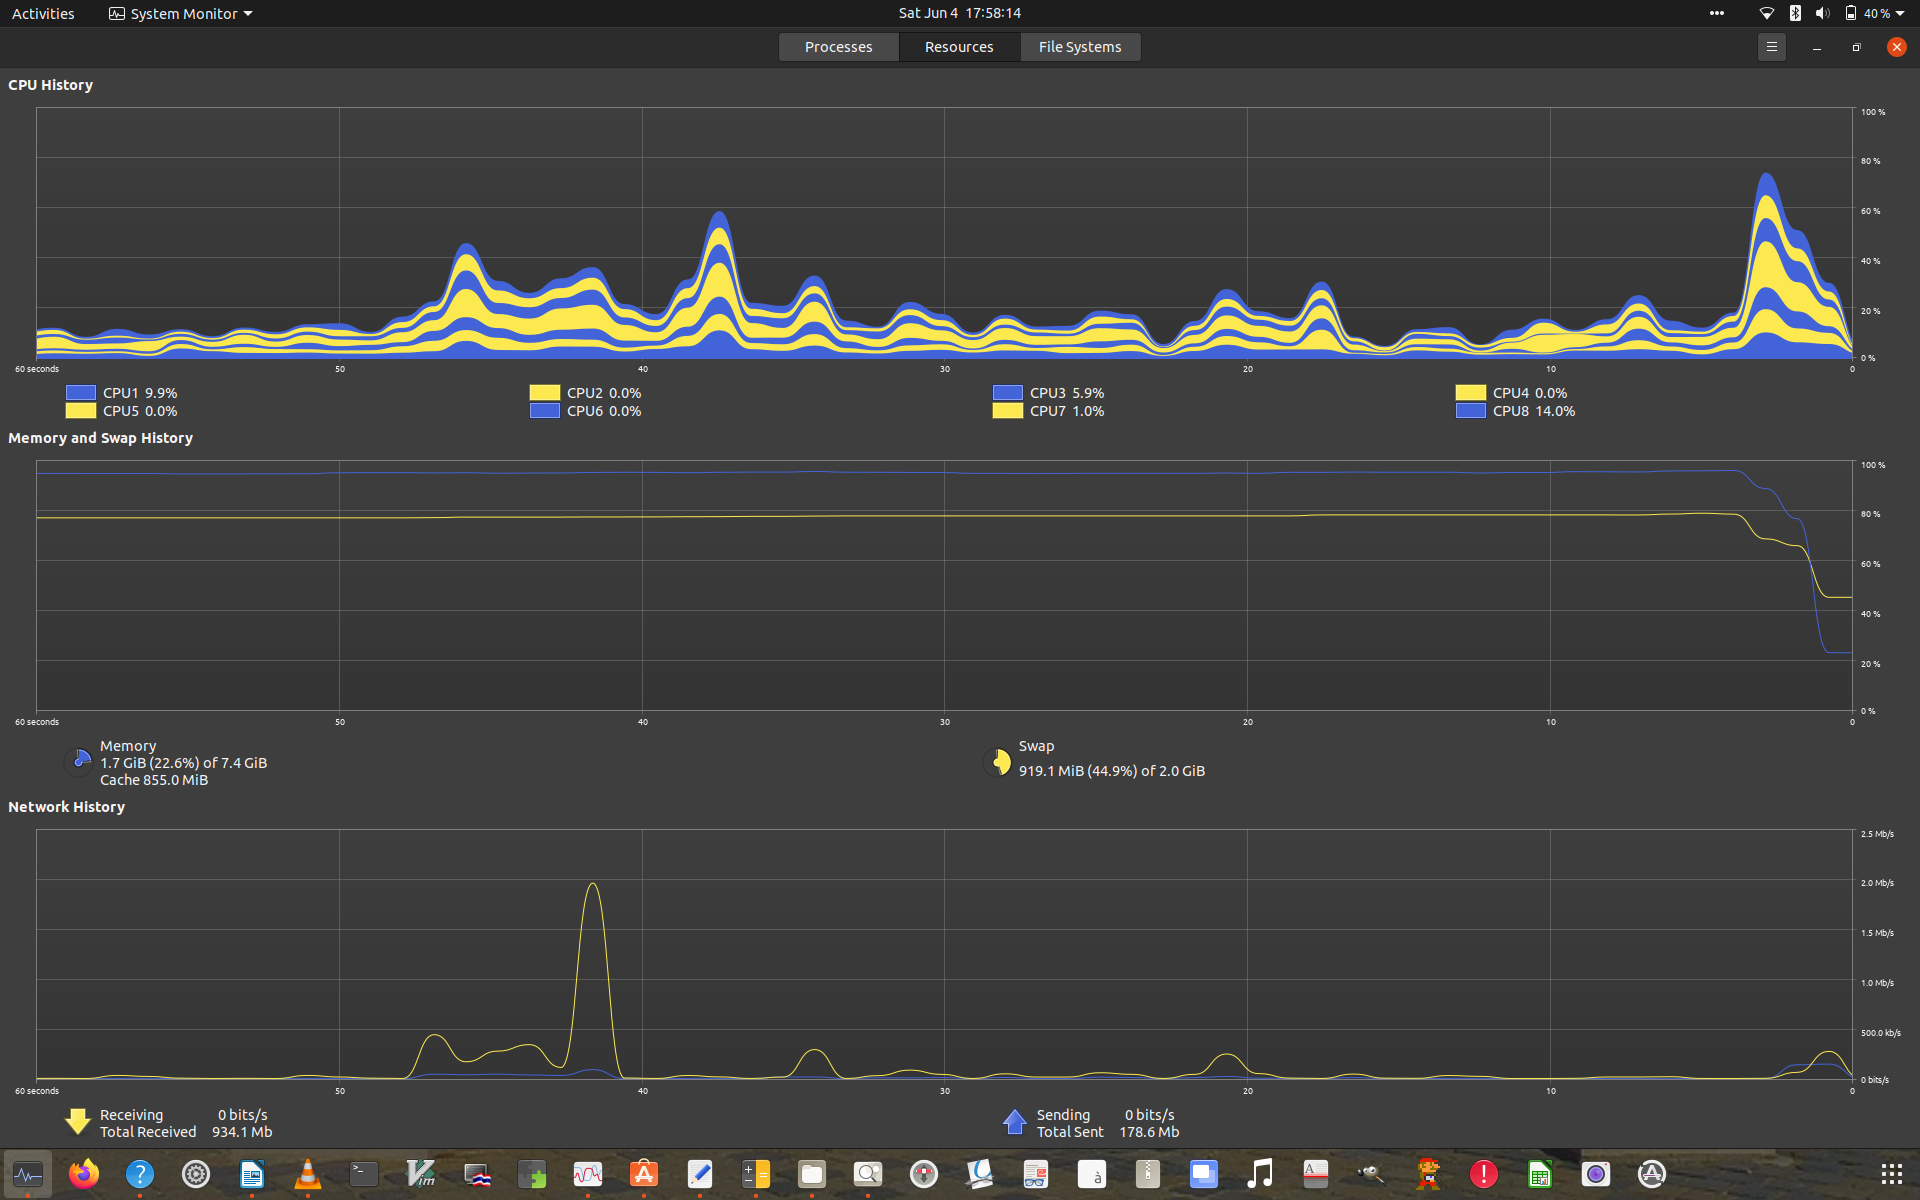 Activities System Monitor Sat Jun 4 17:58:14 40 %
Processes Resources File Systems
CPU History
100 %
80 %
60 %
40 %
20 %
0 %
60 seconds 50 40 30 20 10 0
CPU1 9.9% CPU2 0.0% CPU3 5.9% CPU4 0.0%
CPU5 0.0% CPU6 0.0% CPU7 1.0% CPU8 14.0%
Memory and Swap History
100 %
80 %
60 %
40 %
20 %
0 %
60 seconds 50 40 30 20 10 0
Memory
1.7 GiB (22.6%) of 7.4 GiB
Cache 855.0 MiB
Swap
919.1 MiB (44.9%) of 2.0 GiB
Network History
2.5 Mb/s
2.0 Mb/s
1.5 Mb/s
1.0 Mb/s
500.0 kb/s
0 bits/s
60 seconds 50 40 30 20 10 0
Receiving 0 bits/s
Total Received 934.1 Mb
Sending 0 bits/s
Total Sent 178.6 Mb